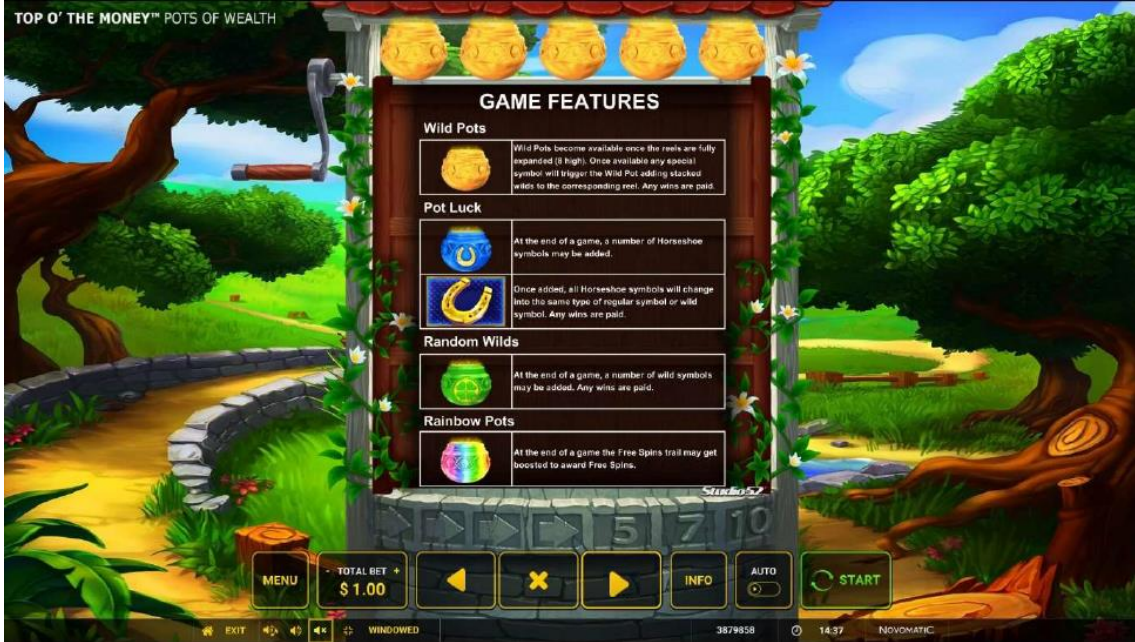 TOP O' THE MONEY™ POTS OF WEALTH
GAME FEATURES
Wild Pots
Wild Pots become available once the reels are fully
expanded (8 high). Once available any special
symbol will trigger the Wild Pot adding stacked
wilds to the corresponding reel. Any wins are paid.
Pot Luck
At the end of a game, a number of Horseshoe
symbols may be added.
Once added, all Horseshoe symbols will change
into the same type of regular symbol or wild
symbol. Any wins are paid.
Random Wilds
At the end of a game, a number of wild symbols
may be added. Any wins are paid.
Rainbow Pots
At the end of a game the Free Spins trail may get
boosted to award Free Spins.
Studio52
5 7 10
MENU
- TOTAL BET +
$ 1.00
INFO
AUTO
START
EXIT
WINDOWED
3879858
14:37
NOVOMATIC